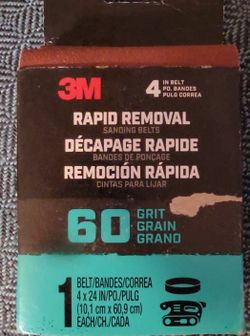 3M
4 IN BELT
PO. BANDES
PULG CORREA
RAPID REMOVAL
SANDING BELTS
DÉCAPAGE RAPIDE
BANDES DE PONÇAGE
REMOCIÓN RÁPIDA
CINTAS PARA LIJAR
60 GRIT
GRAIN
GRANO
1 BELT/BANDES/CORREA
4 x 24 IN/PO./PULG
(10,1 cm x 60,9 cm)
EACH/CH./CADA